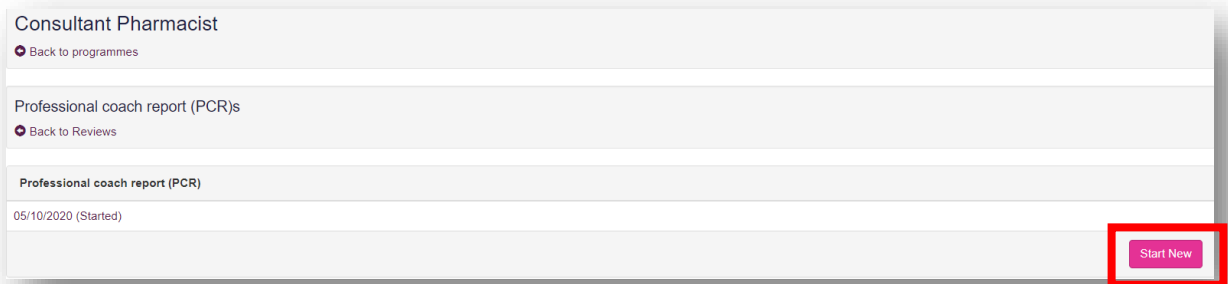 Consultant Pharmacist
Back to programmes
Professional coach report (PCR)s
Back to Reviews
Professional coach report (PCR)
05/10/2020 (Started)
Start New